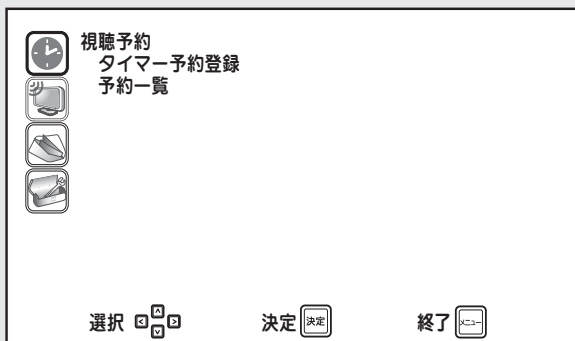 視聴予約
タイマー予約登録
予約一覧
選択 決定 決定 終了 メニュー